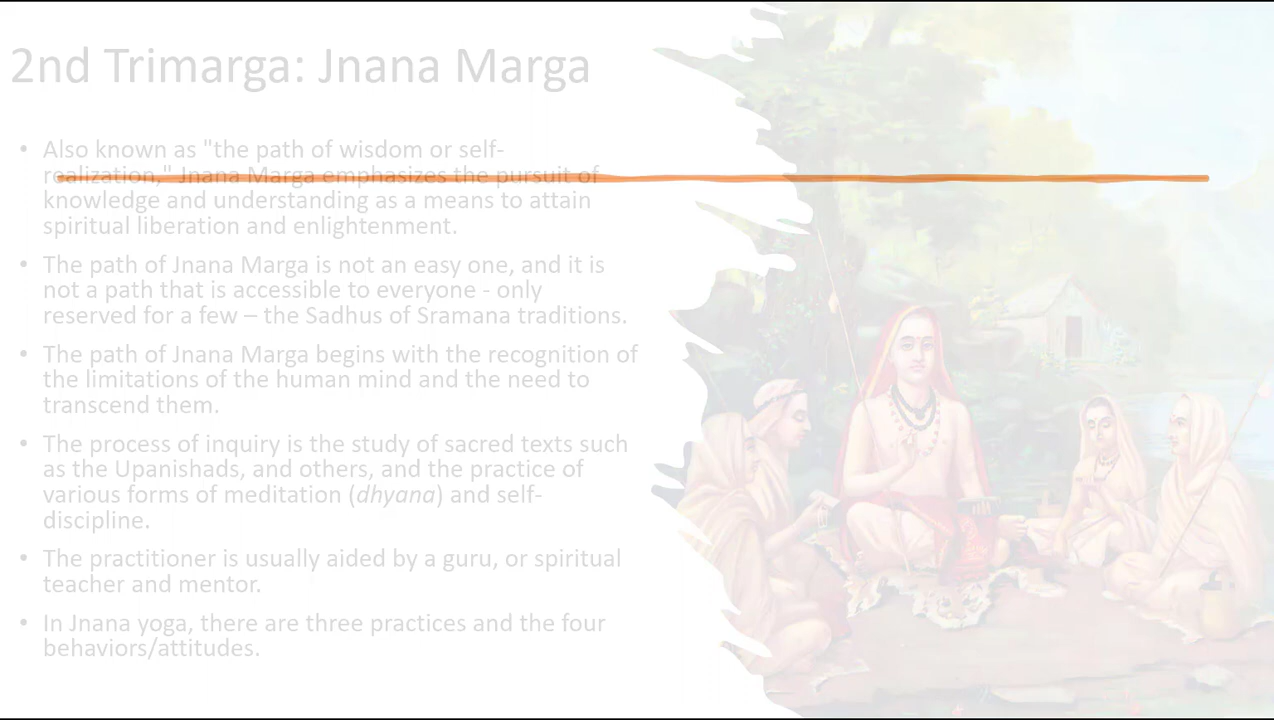 2nd Trimarga: Jnana Marga
• Also known as "the path of wisdom or self-
realization," Jnana Marga emphasizes the pursuit of
knowledge and understanding as a means to attain
spiritual liberation and enlightenment.
• The path of Jnana Marga is not an easy one, and it is
not a path that is accessible to everyone - only
reserved for a few – the Sadhus of Sramana traditions.
• The path of Jnana Marga begins with the recognition of
the limitations of the human mind and the need to
transcend them.
• The process of inquiry is the study of sacred texts such
as the Upanishads, and others, and the practice of
various forms of meditation (dhyana) and self-
discipline.
• The practitioner is usually aided by a guru, or spiritual
teacher and mentor.
• In Jnana yoga, there are three practices and the four
behaviors/attitudes.